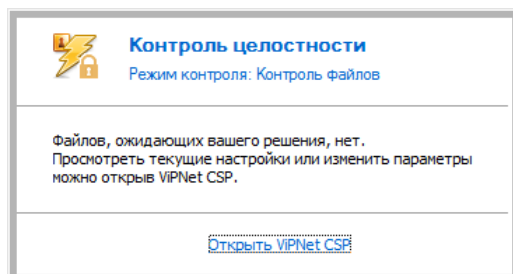 Контроль целостности
Режим контроля: Контроль файлов
Файлов, ожидающих вашего решения, нет.
Просмотреть текущие настройки или изменить параметры
можно открыв ViPNet CSP.
Открыть ViPNet CSP